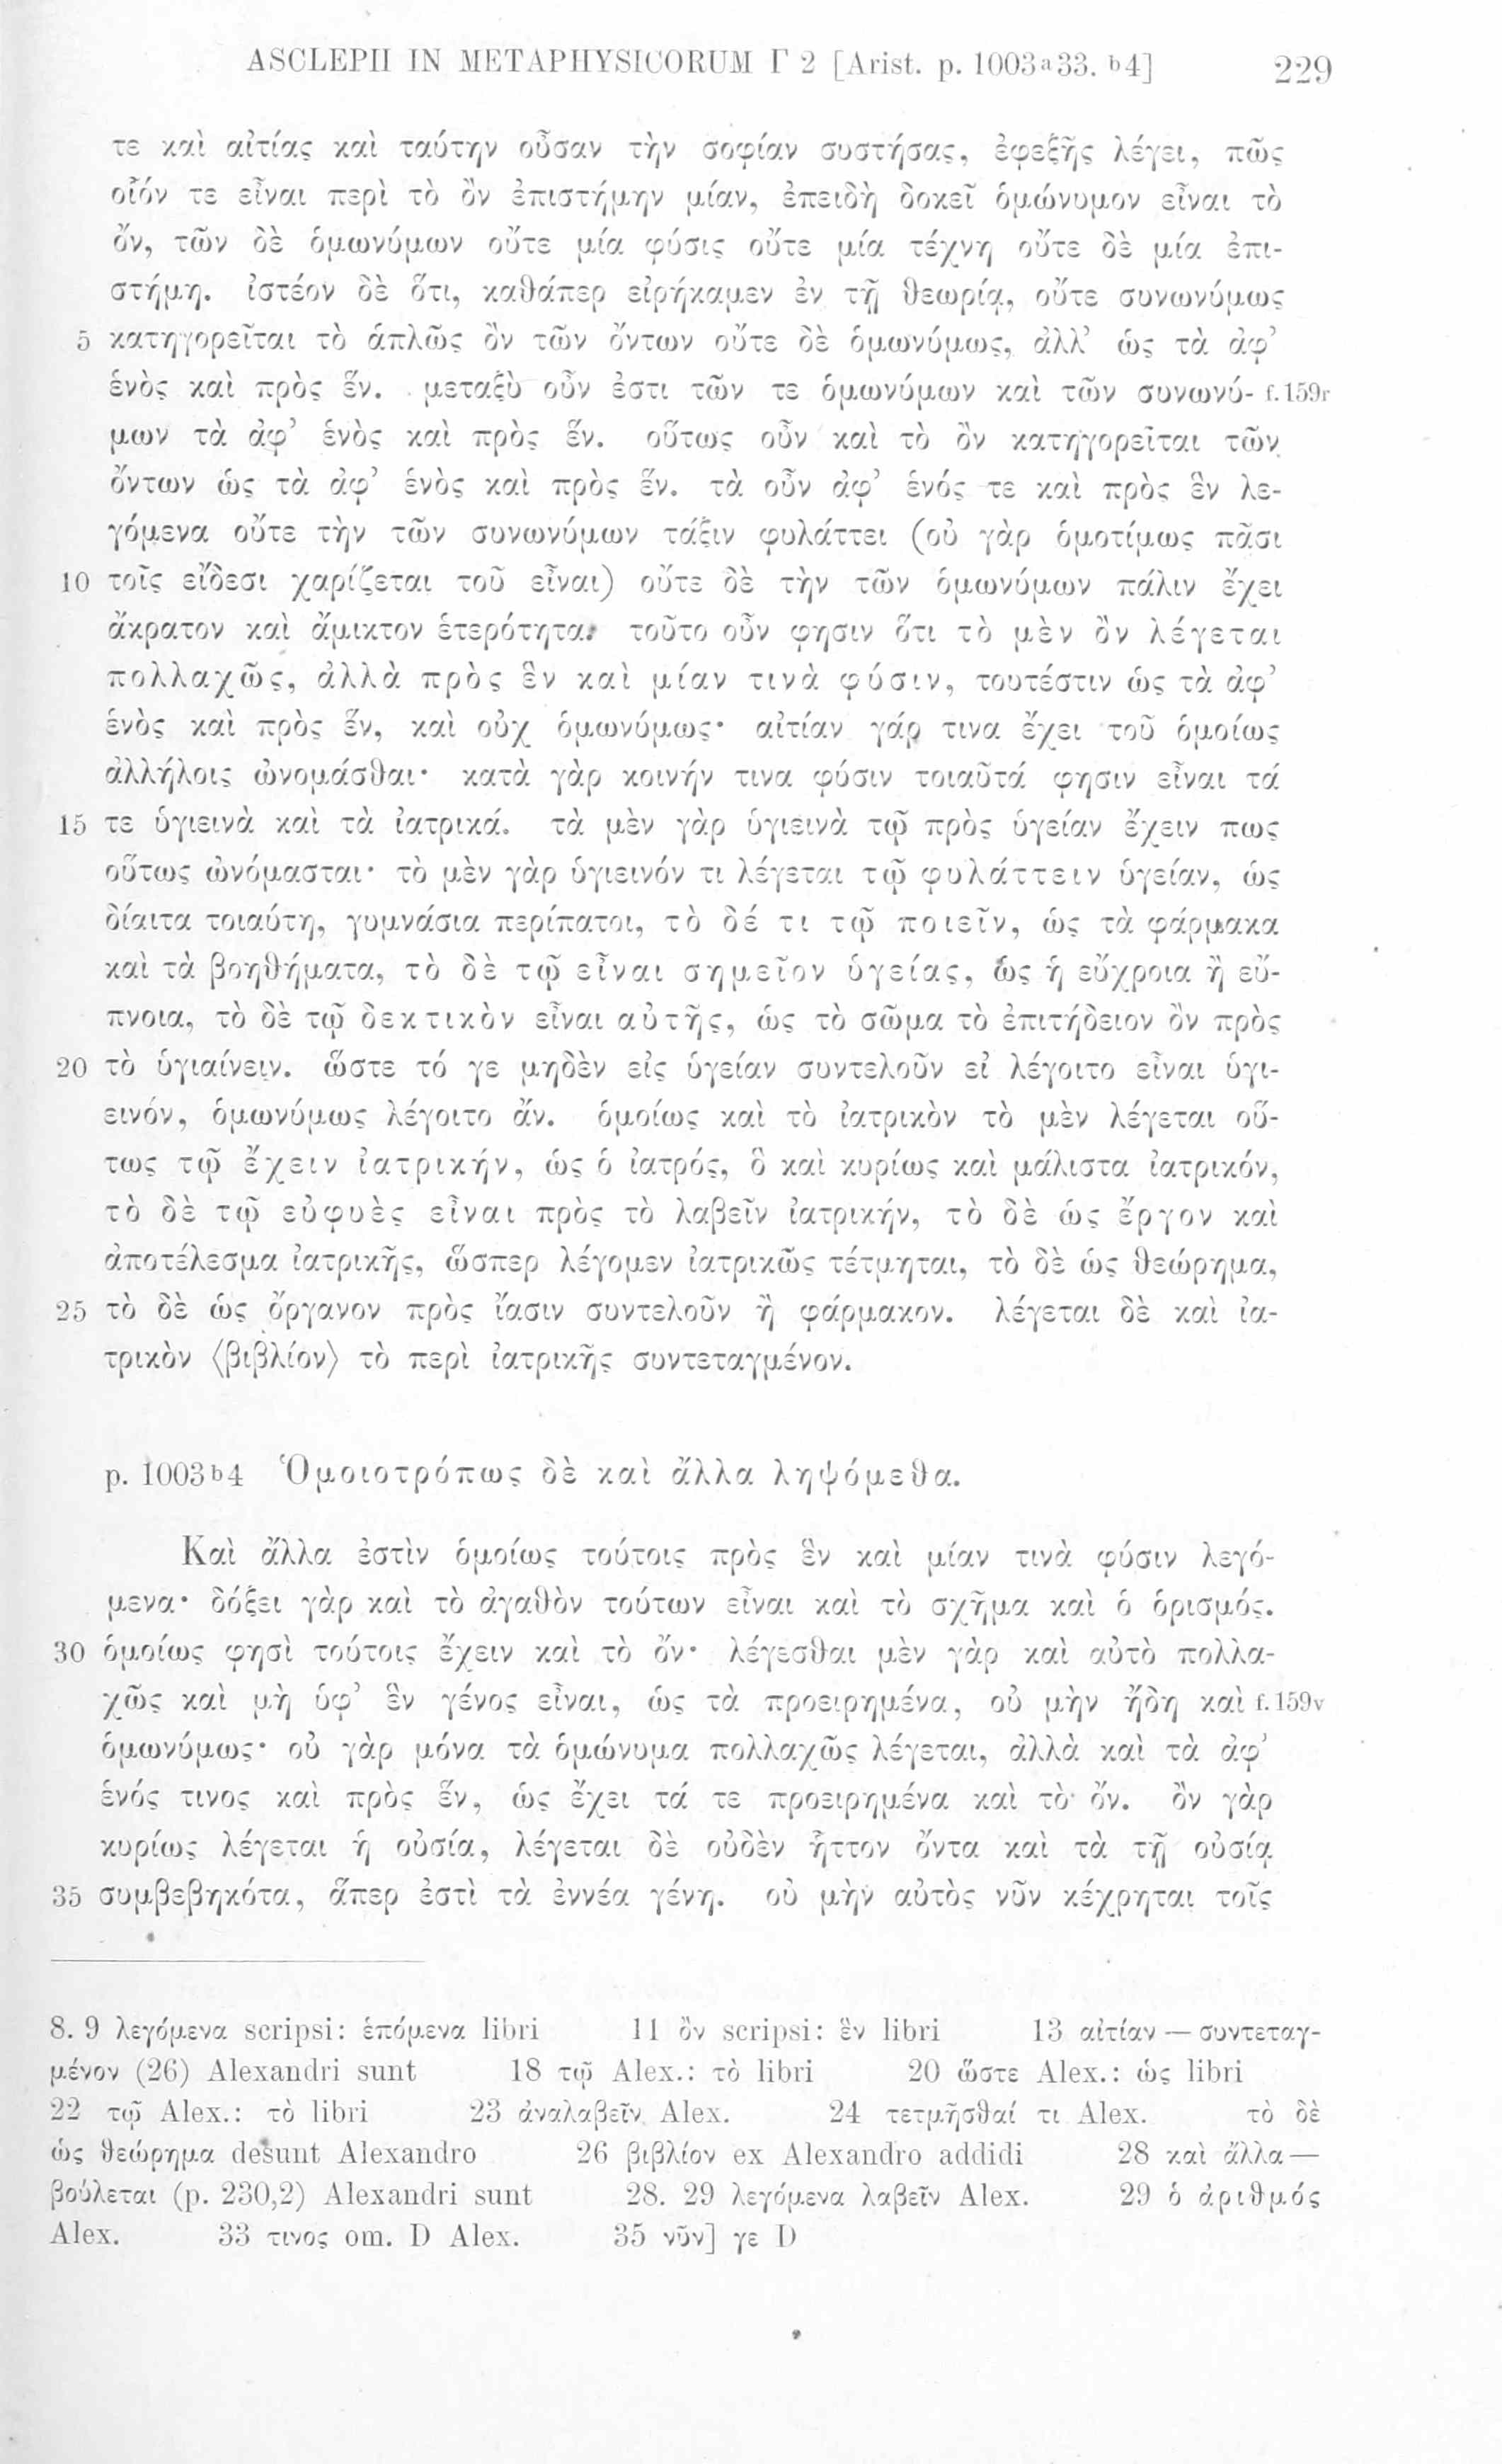 ASCLEPII IN METAPHYSICORUM Γ 2 [Arist. p. 1003a33. b4] 229
τε καὶ αἰτίας καὶ ταύτην οὖσαν τὴν σοφίαν συστήσας, ἐφεξῆς λέγει, πῶς
οἷόν τε εἶναι περὶ τὸ ὂν ἐπιστήμην μίαν, ἐπειδὴ δοκεῖ ὁμώνυμον εἶναι τὸ
ὄν, τῶν δὲ ὁμωνύμων οὔτε μία φύσις οὔτε μία τέχνη οὔτε δὲ μία ἐπι-
στήμη. ἰστέον δὲ ὅτι, καθάπερ εἰρήκαμεν ἐν τῇ θεωρίᾳ, οὔτε συνωνύμως
5 κατηγορεῖται τὸ ἁπλῶς ὂν τῶν ὄντων οὔτε δὲ ὁμωνύμως, ἀλλ’ ὡς τὰ ἀφ’
ἑνὸς καὶ πρὸς ἕν. μεταξὺ οὖν ἐστι τῶν τε ὁμωνύμων καὶ τῶν συνωνύ- f.159r
μων τὰ ἀφ’ ἑνὸς καὶ πρὸς ἕν. οὕτως οὖν καὶ τὸ ὂν κατηγορεῖται τῶν
ὄντων ὡς τὰ ἀφ’ ἑνὸς καὶ πρὸς ἕν. τὰ οὖν ἀφ’ ἑνός τε καὶ πρὸς ἓν λε-
γόμενα οὔτε τὴν τῶν συνωνύμων τάξιν φυλάττει (οὐ γὰρ ὁμοτίμως πᾶσι
10 τοῖς εἴδεσι χαρίζεται τοῦ εἶναι) οὔτε δὲ τὴν τῶν ὁμωνύμων πάλιν ἔχει
ἄκρατον καὶ ἄμικτον ἑτερότητα. τοῦτο οὖν φησιν ὅτι τὸ μὲν ὂν λέγεται
πολλαχῶς, ἀλλὰ πρὸς ἓν καὶ μίαν τινὰ φύσιν, τουτέστιν ὡς τὰ ἀφ’
ἑνὸς καὶ πρὸς ἕν, καὶ οὐχ ὁμωνύμως· αἰτίαν γάρ τινα ἔχει τοῦ ὁμοίως
ἀλλήλοις ὠνομάσθαι· κατὰ γὰρ κοινήν τινα φύσιν τοιαῦτά φησιν εἶναι τά
15 τε ὑγιεινὰ καὶ τὰ ἰατρικά. τὰ μὲν γὰρ ὑγιεινὰ τῷ πρὸς ὑγείαν ἔχειν πως
οὕτως ὠνόμασται· τὸ μὲν γὰρ ὑγιεινόν τι λέγεται τῷ φυλάττειν ὑγείαν, ὡς
δίαιτα τοιαύτη, γυμνάσια περίπατοι, τὸ δέ τι τῷ ποιεῖν, ὡς τὰ φάρμακα
καὶ τὰ βοηθήματα, τὸ δὲ τῷ εἶναι σημεῖον ὑγείας, ὡς ἡ εὔχροια ἢ εὔ-
πνοια, τὸ δὲ τῷ δεκτικὸν εἶναι αὐτῆς, ὡς τὸ σῶμα τὸ ἐπιτήδειον ὂν πρὸς
20 τὸ ὑγιαίνειν. ὥστε τό γε μηδὲν εἰς ὑγείαν συντελοῦν εἰ λέγοιτο εἶναι ὑγι-
εινόν, ὁμωνύμως λέγοιτο ἄν. ὁμοίως καὶ τὸ ἰατρικὸν τὸ μὲν λέγεται οὕ-
τως τῷ ἔχειν ἰατρικήν, ὡς ὁ ἰατρός, ὃ καὶ κυρίως καὶ μάλιστα ἰατρικόν,
τὸ δὲ τῷ εὐφυὲς εἶναι πρὸς τὸ λαβεῖν ἰατρικήν, τὸ δὲ ὡς ἔργον καὶ
ἀποτέλεσμα ἰατρικῆς, ὥσπερ λέγομεν ἰατρικῶς τέτμηται, τὸ δὲ ὡς θεώρημα,
25 τὸ δὲ ὡς ὄργανον πρὸς ἴασιν συντελοῦν ἢ φάρμακον. λέγεται δὲ καὶ ἰα-
τρικὸν ⟨βιβλίον⟩ τὸ περὶ ἰατρικῆς συντεταγμένον.
p. 1003b4 Ὁμοιοτρόπως δὲ καὶ ἄλλα ληψόμεθα.
Καὶ ἄλλα ἐστὶν ὁμοίως τούτοις πρὸς ἓν καὶ μίαν τινὰ φύσιν λεγό-
μενα· δόξει γὰρ καὶ τὸ ἀγαθὸν τούτων εἶναι καὶ τὸ σχῆμα καὶ ὁ ὁρισμός.
30 ὁμοίως φησὶ τούτοις ἔχειν καὶ τὸ ὄν· λέγεσθαι μὲν γὰρ καὶ αὐτὸ πολλα-
χῶς καὶ μὴ ὑφ’ ἓν γένος εἶναι, ὡς τὰ προειρημένα, οὐ μὴν ἤδη καὶ f.159v
ὁμωνύμως· οὐ γὰρ μόνα τὰ ὁμώνυμα πολλαχῶς λέγεται, ἀλλὰ καὶ τὰ ἀφ’
ἑνός τινος καὶ πρὸς ἕν, ὡς ἔχει τά τε προειρημένα καὶ τὸ ὄν. ὂν γὰρ
κυρίως λέγεται ἡ οὐσία, λέγεται δὲ οὐδὲν ἧττον ὄντα καὶ τὰ τῇ οὐσίᾳ
35 συμβεβηκότα, ἅπερ ἐστὶ τὰ ἐννέα γένη. οὐ μὴν αὐτὸς νῦν κέχρηται τοῖς
8. 9 λεγόμενα scripsi: ἑπόμενα libri 11 ὂν scripsi: ἓν libri 13 αἰτίαν — συντεταγ-
μένον (26) Alexandri sunt 18 τῷ Alex.: τὸ libri 20 ὥστε Alex.: ὡς libri
22 τῷ Alex.: τὸ libri 23 ἀναλαβεῖν Alex. 24 τετμῆσθαί τι Alex. τὸ δὲ
ὡς θεώρημα desunt Alexandro 26 βιβλίον ex Alexandro addidi 28 καὶ ἄλλα —
βούλεται (p. 230,2) Alexandri sunt 28. 29 λεγόμενα λαβεῖν Alex. 29 ὁ ἀριθμός
Alex. 33 τινος om. D Alex. 35 νῦν] γε D